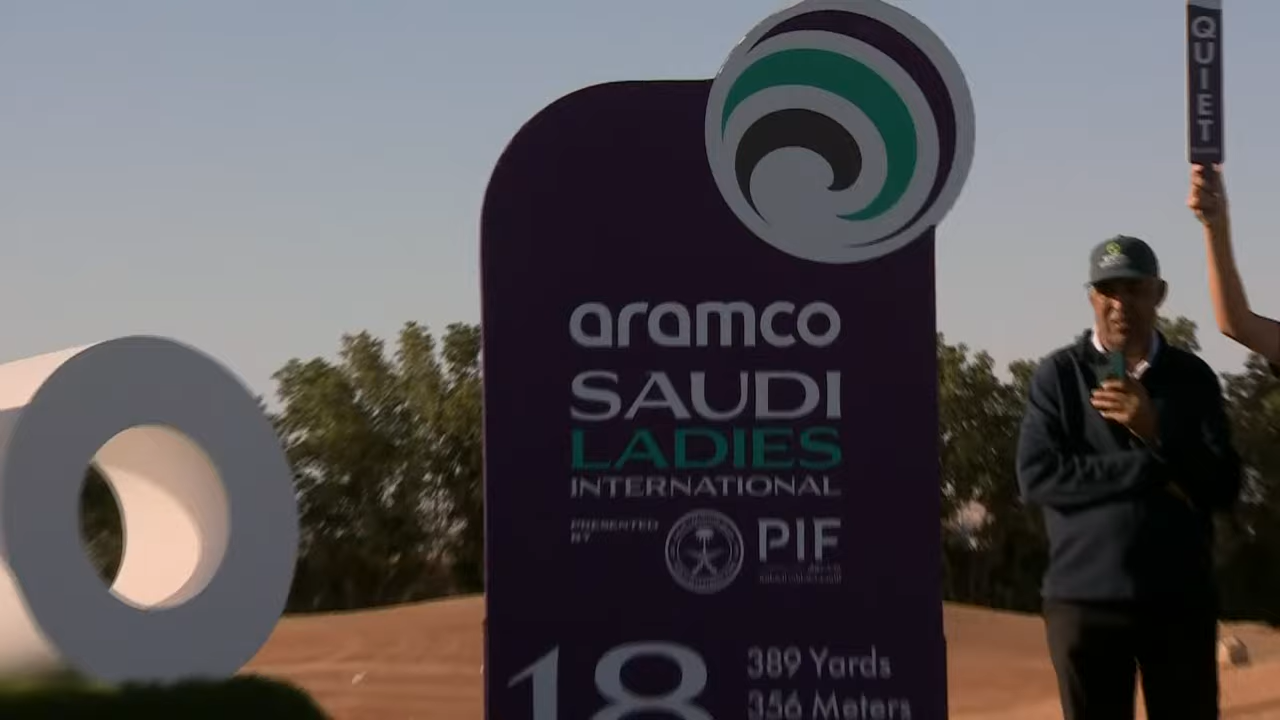 QUIET
aramco
SAUDI
LADIES
INTERNATIONAL
PRESENTED
BY
PIF
18
389 Yards
356 Meters